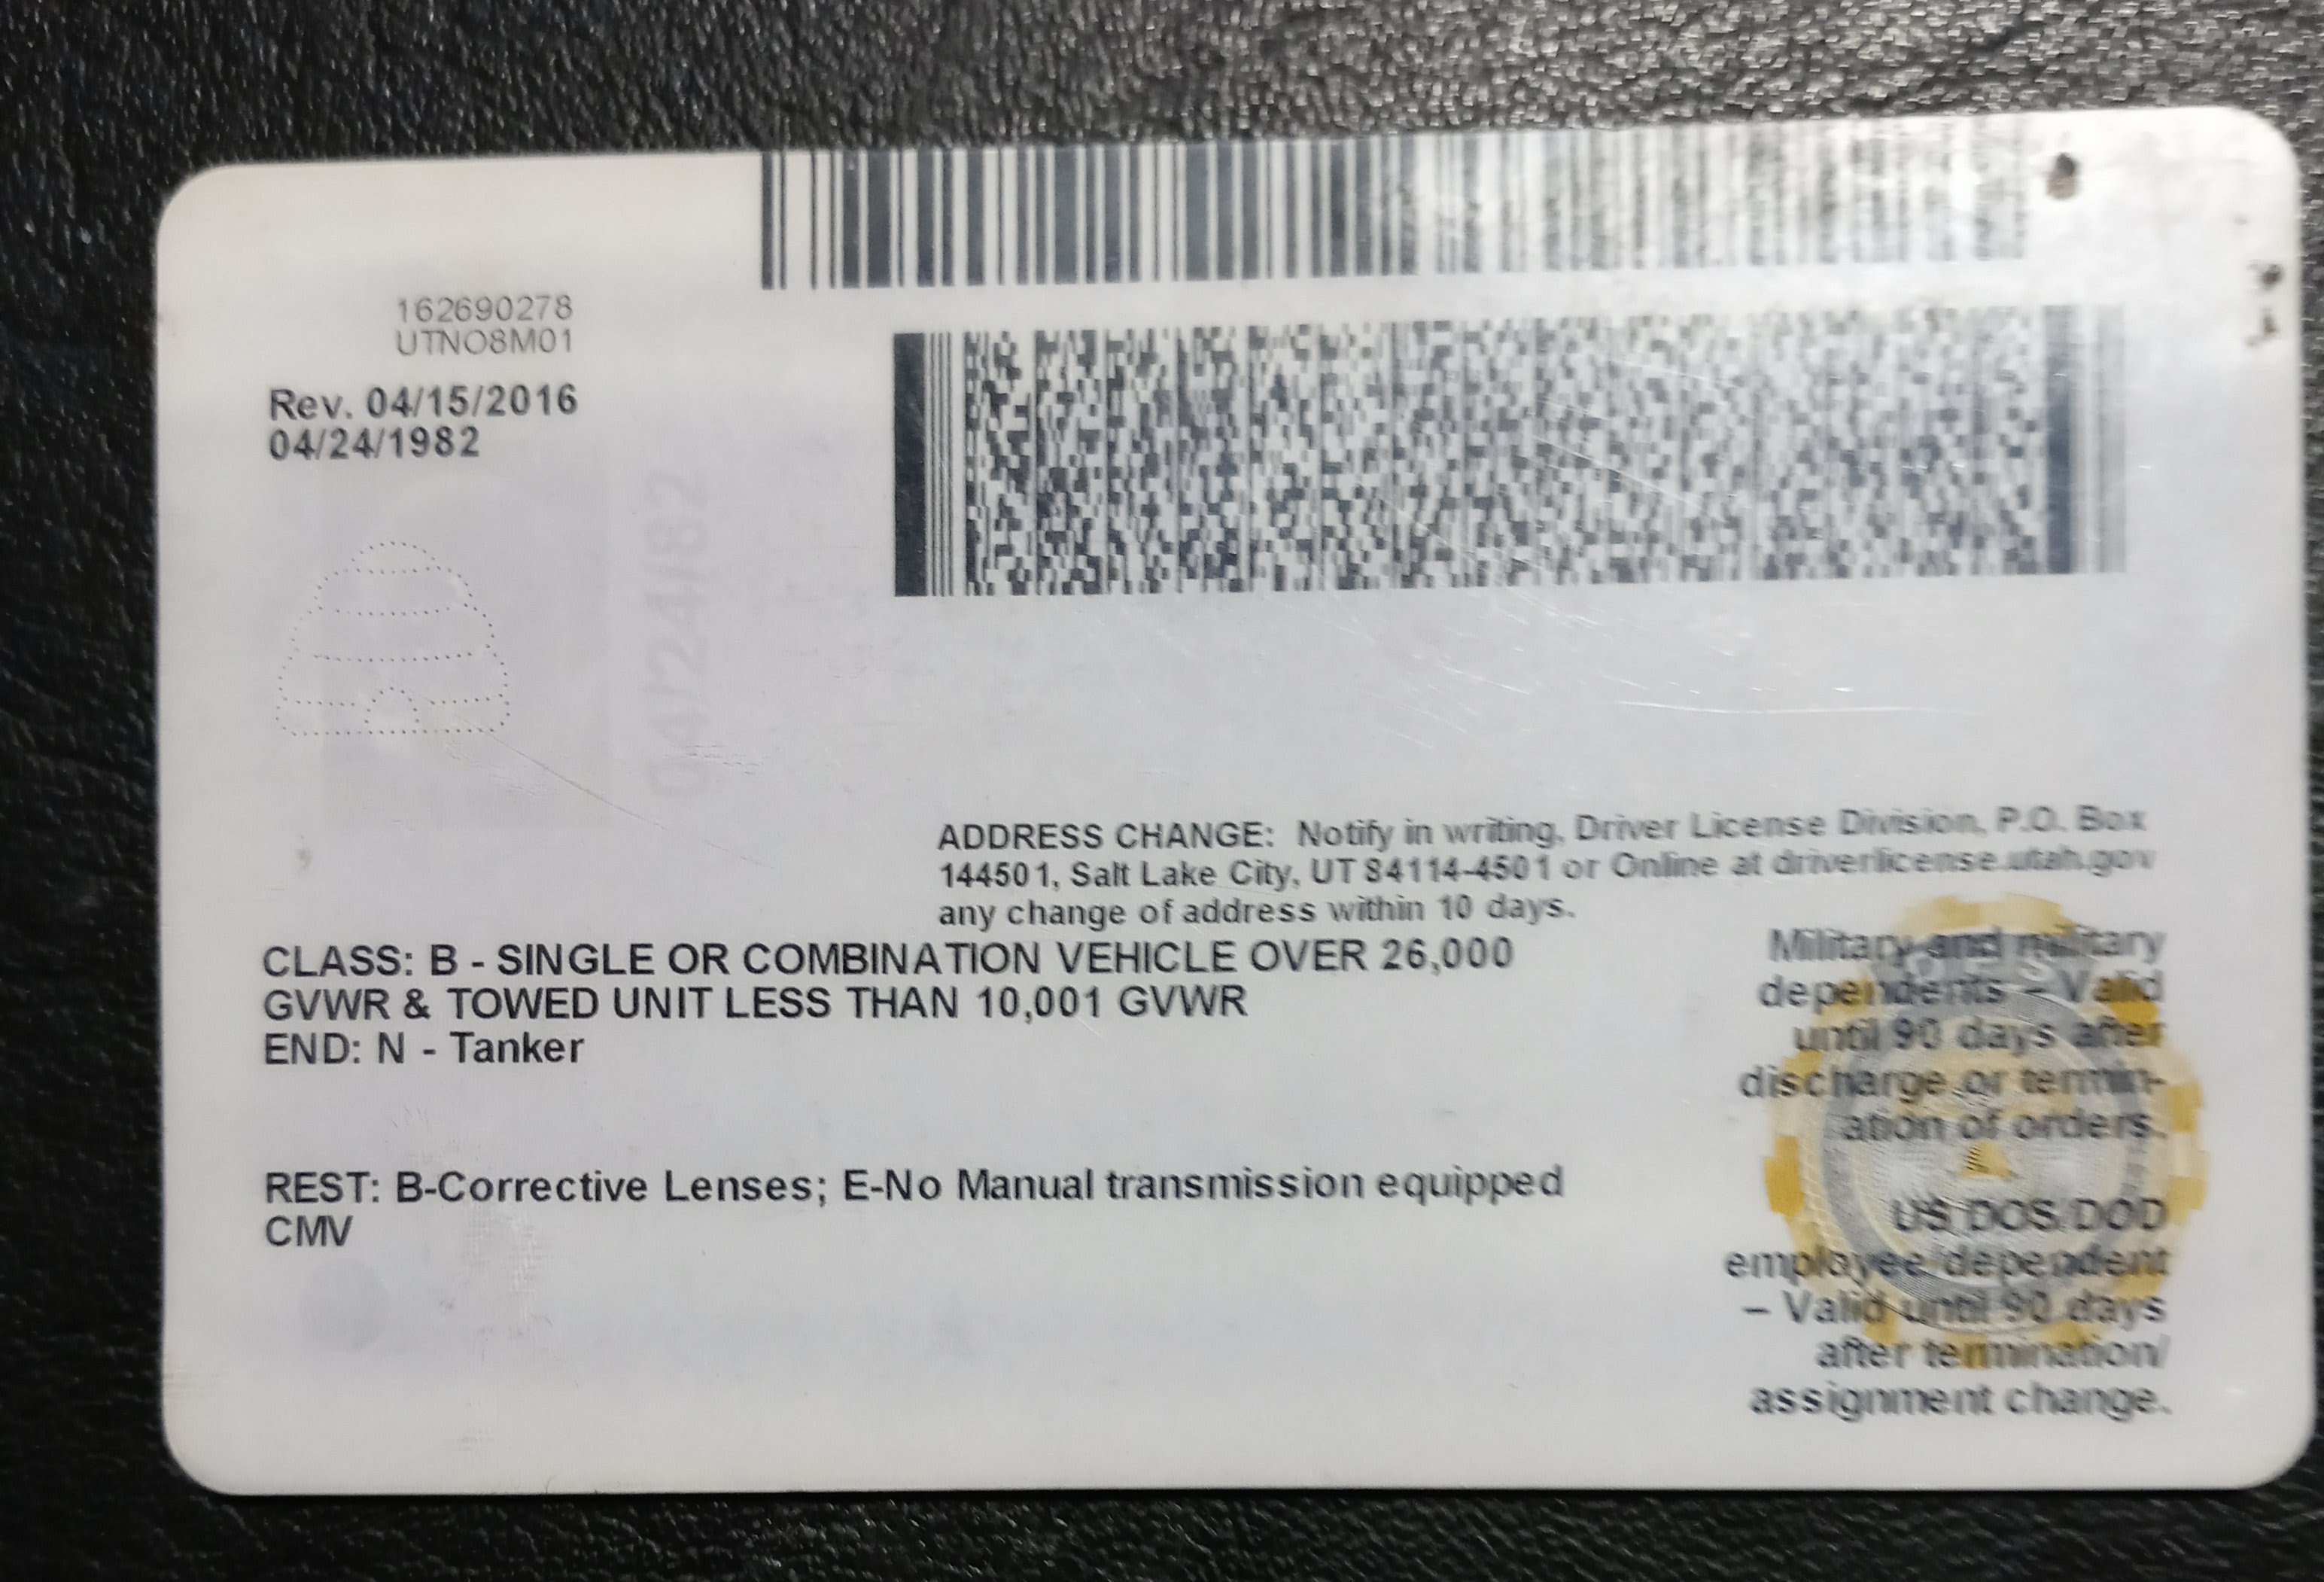 162690278
UTNO8M01
Rev. 04/15/2016
04/24/1982
04/24/82
ADDRESS CHANGE: Notify in writing, Driver License Division, P.O. Box
144501, Salt Lake City, UT 84114-4501 or Online at driverlicense.utah.gov
any change of address within 10 days.
CLASS: B - SINGLE OR COMBINATION VEHICLE OVER 26,000
GVWR & TOWED UNIT LESS THAN 10,001 GVWR
END: N - Tanker
REST: B-Corrective Lenses; E-No Manual transmission equipped
CMV
Military and military
dependents – Valid
until 90 days after
discharge or termin-
ation of orders.
US DOS/DOD
employee/dependent
– Valid until 90 days
after termination/
assignment change.